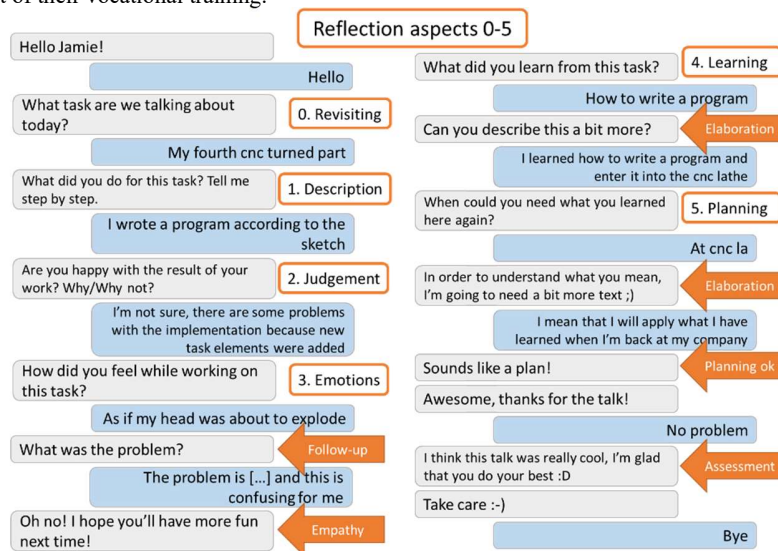 t of their vocational training.
Reflection aspects 0-5
Hello Jamie!
Hello
What task are we talking about
today?
0. Revisiting
My fourth cnc turned part
What did you do for this task? Tell me
step by step.
1. Description
I wrote a program according to the
sketch
Are you happy with the result of your
work? Why/Why not?
2. Judgement
I'm not sure, there are some problems
with the implementation because new
task elements were added
How did you feel while working on
this task?
3. Emotions
As if my head was about to explode
What was the problem?
Follow-up
The problem is [...] and this is
confusing for me
Oh no! I hope you'll have more fun
next time!
Empathy
What did you learn from this task?
4. Learning
How to write a program
Can you describe this a bit more?
Elaboration
I learned how to write a program and
enter it into the cnc lathe
When could you need what you learned
here again?
5. Planning
At cnc la
In order to understand what you mean,
I'm going to need a bit more text ;)
Elaboration
I mean that I will apply what I have
learned when I'm back at my company
Sounds like a plan!
Planning ok
Awesome, thanks for the talk!
No problem
I think this talk was really cool, I'm glad
that you do your best :D
Assessment
Take care :-)
Bye